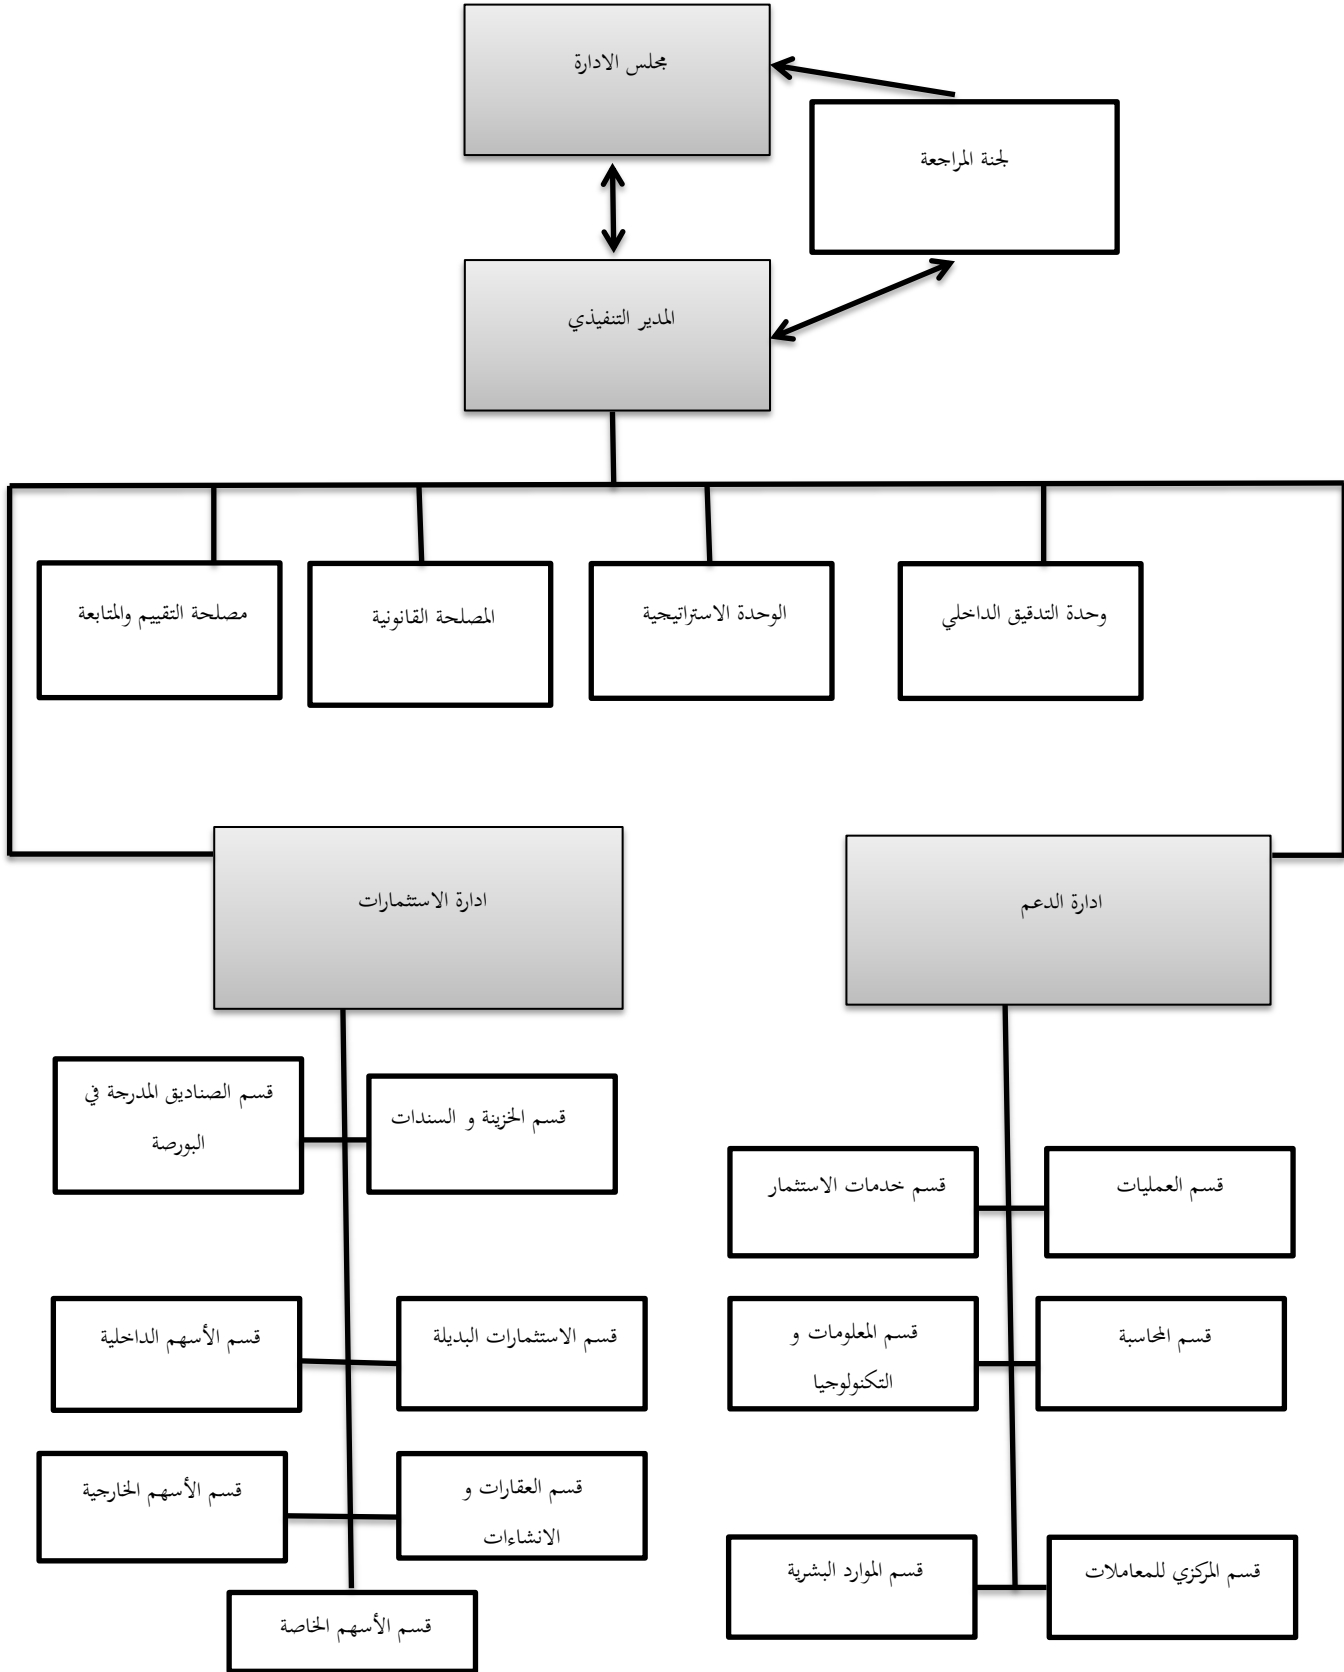 مجلس الادارة
لجنة المراجعة
المدير التنفيذي
وحدة التدقيق الداخلي
الوحدة الاستراتيجية
المصلحة القانونية
مصلحة التقييم والمتابعة
ادارة الدعم
ادارة الاستثمارات
قسم العمليات
قسم خدمات الاستثمار
قسم المحاسبة
قسم المعلومات و
التكنولوجيا
قسم المركزي للمعاملات
قسم الموارد البشرية
قسم الخزينة و السندات
قسم الصناديق المدرجة في
البورصة
قسم الاستثمارات البديلة
قسم الأسهم الداخلية
قسم العقارات و
الانشاءات
قسم الأسهم الخارجية
قسم الأسهم الخاصة